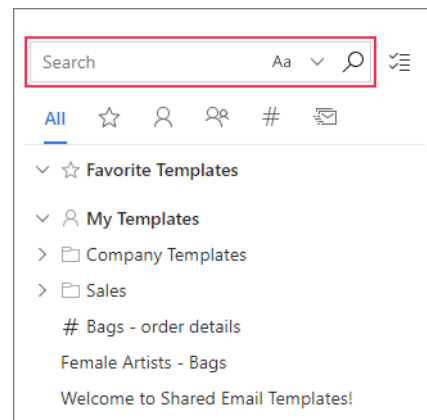 Search Aa
All #
Favorite Templates
My Templates
Company Templates
Sales
# Bags - order details
Female Artists - Bags
Welcome to Shared Email Templates!